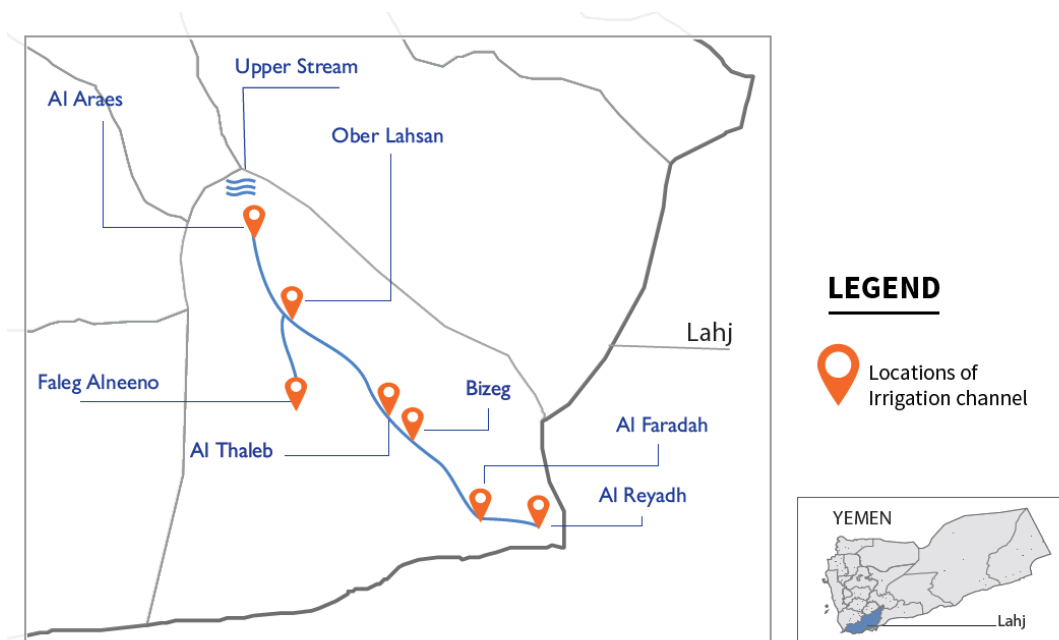 Upper Stream
Al Araes
Ober Lahsan
Lahj
Faleg Alneeno
Bizeg
Al Faradah
Al Thaleb
Al Reyadh
LEGEND
Locations of
Irrigation channel
YEMEN
Lahj